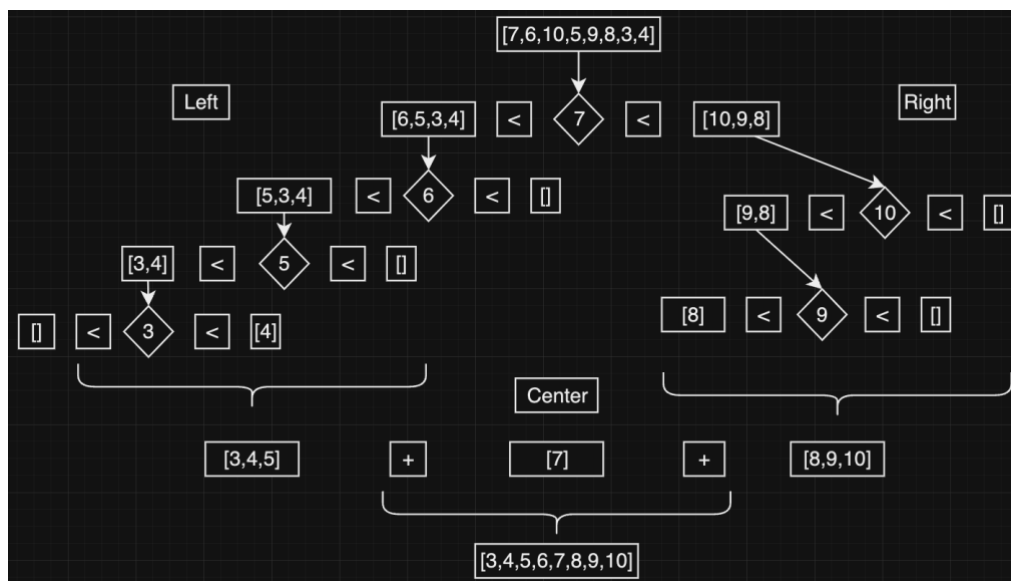 [7,6,10,5,9,8,3,4]
Left
Right
[6,5,3,4] < 7 < [10,9,8]
[5,3,4] < 6 < []
[9,8] < 10 < []
[3,4] < 5 < []
[8] < 9 < []
[] < 3 < [4]
Center
[3,4,5] + [7] + [8,9,10]
[3,4,5,6,7,8,9,10]